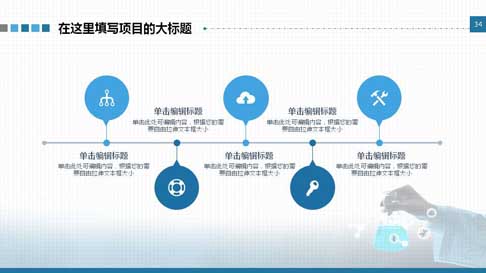 在这里填写项目的大标题
34
单击编辑标题
单击此处可编辑内容，根据您的需
要自由拉伸文本框大小
单击编辑标题
单击此处可编辑内容，根据您的需
要自由拉伸文本框大小
单击编辑标题
单击此处可编辑内容，根据您的需
要自由拉伸文本框大小
单击编辑标题
单击此处可编辑内容，根据您的需
要自由拉伸文本框大小
单击编辑标题
单击此处可编辑内容，根据您的需
要自由拉伸文本框大小